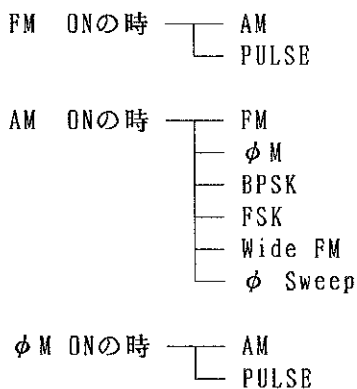 FM ONの時 AM
PULSE
AM ONの時 FM
φM
BPSK
FSK
Wide FM
φ Sweep
φM ONの時 AM
PULSE